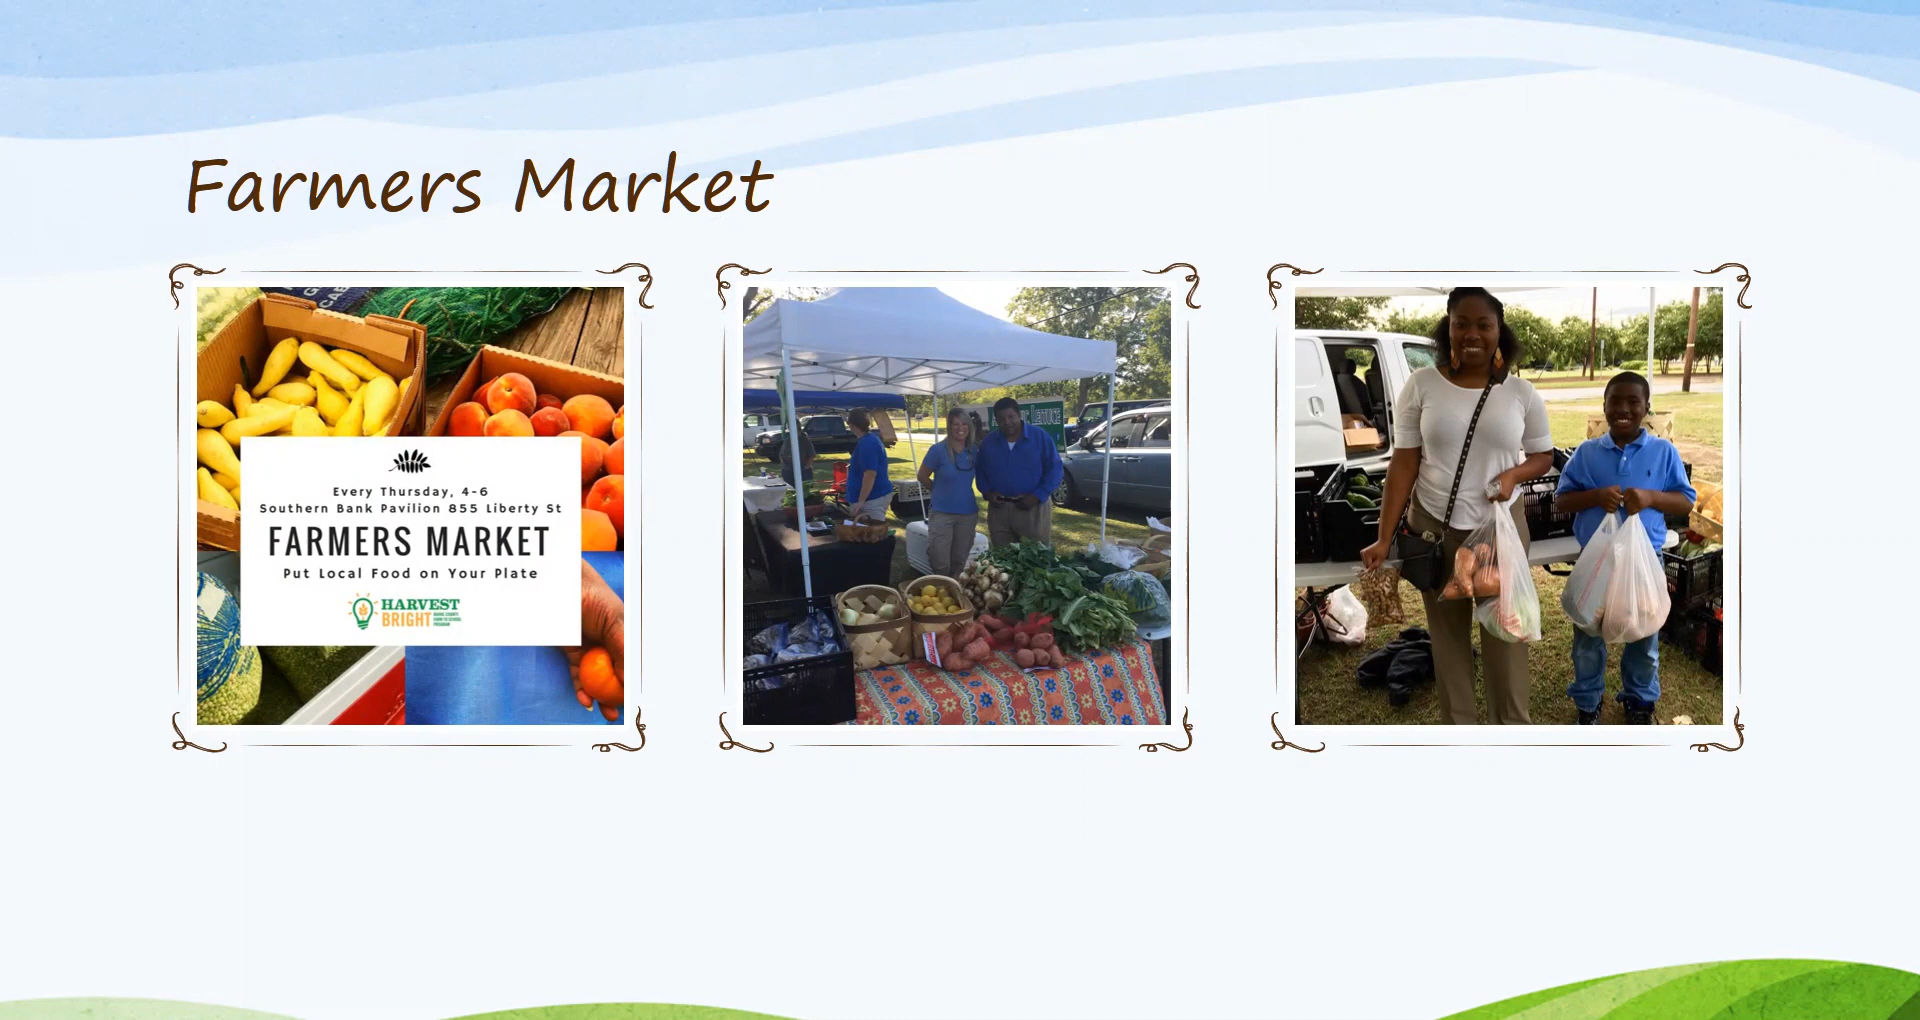 Farmers Market
Every Thursday, 4-6
Southern Bank Pavilion 855 Liberty St
FARMERS MARKET
Put Local Food on Your Plate
HARVEST
BRIGHT